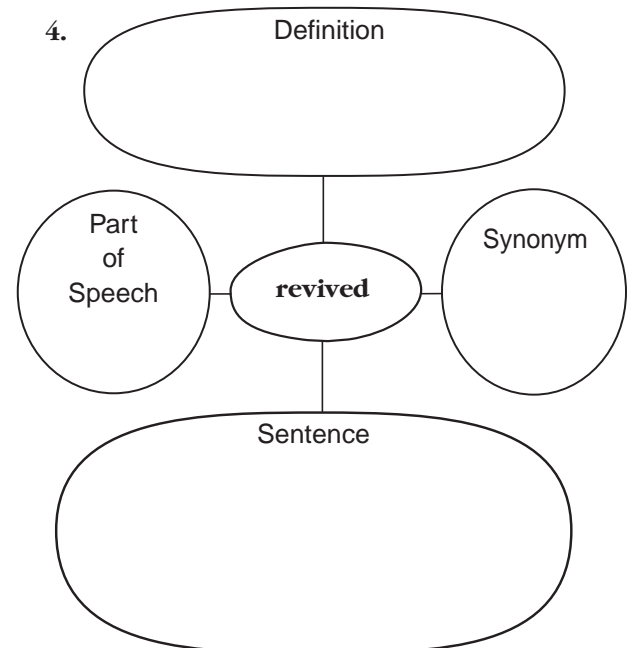 4.
Definition
Part
of
Speech
revived
Synonym
Sentence